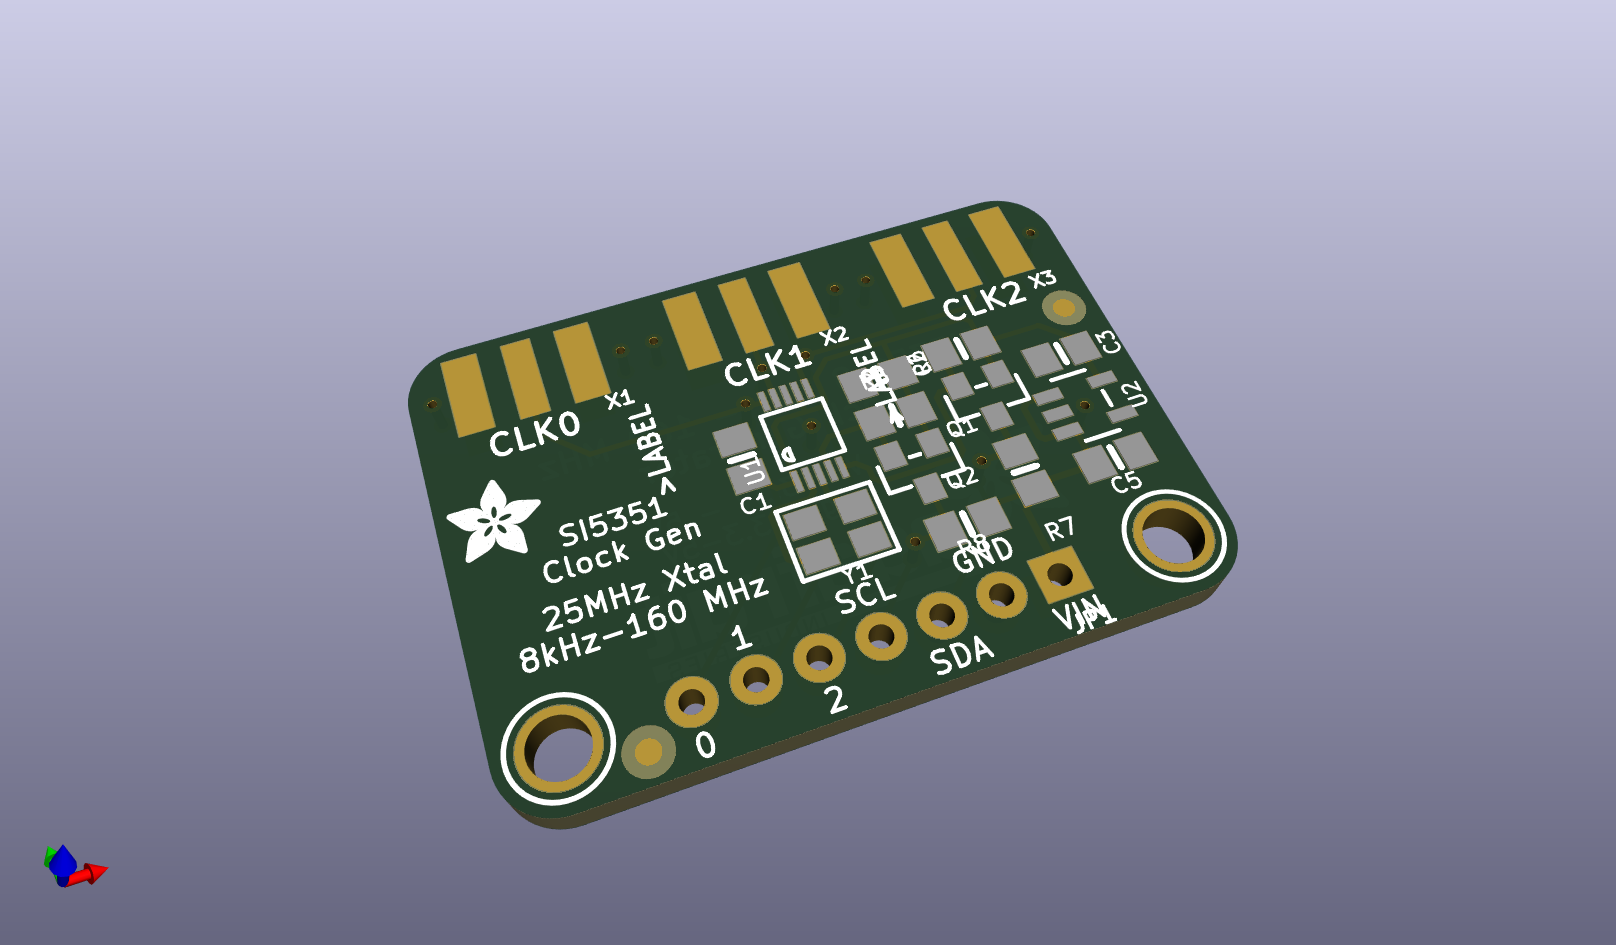 X3
CLK2
X2
CLK1
C3
X1
CLK0
>LABEL
U2
Q1
U1
Q2
C5
C1
SI5351
Clock Gen
R7
GND
25MHz Xtal
8kHz-160 MHz
Y1
SCL
VIN
JP1
1
SDA
2
0